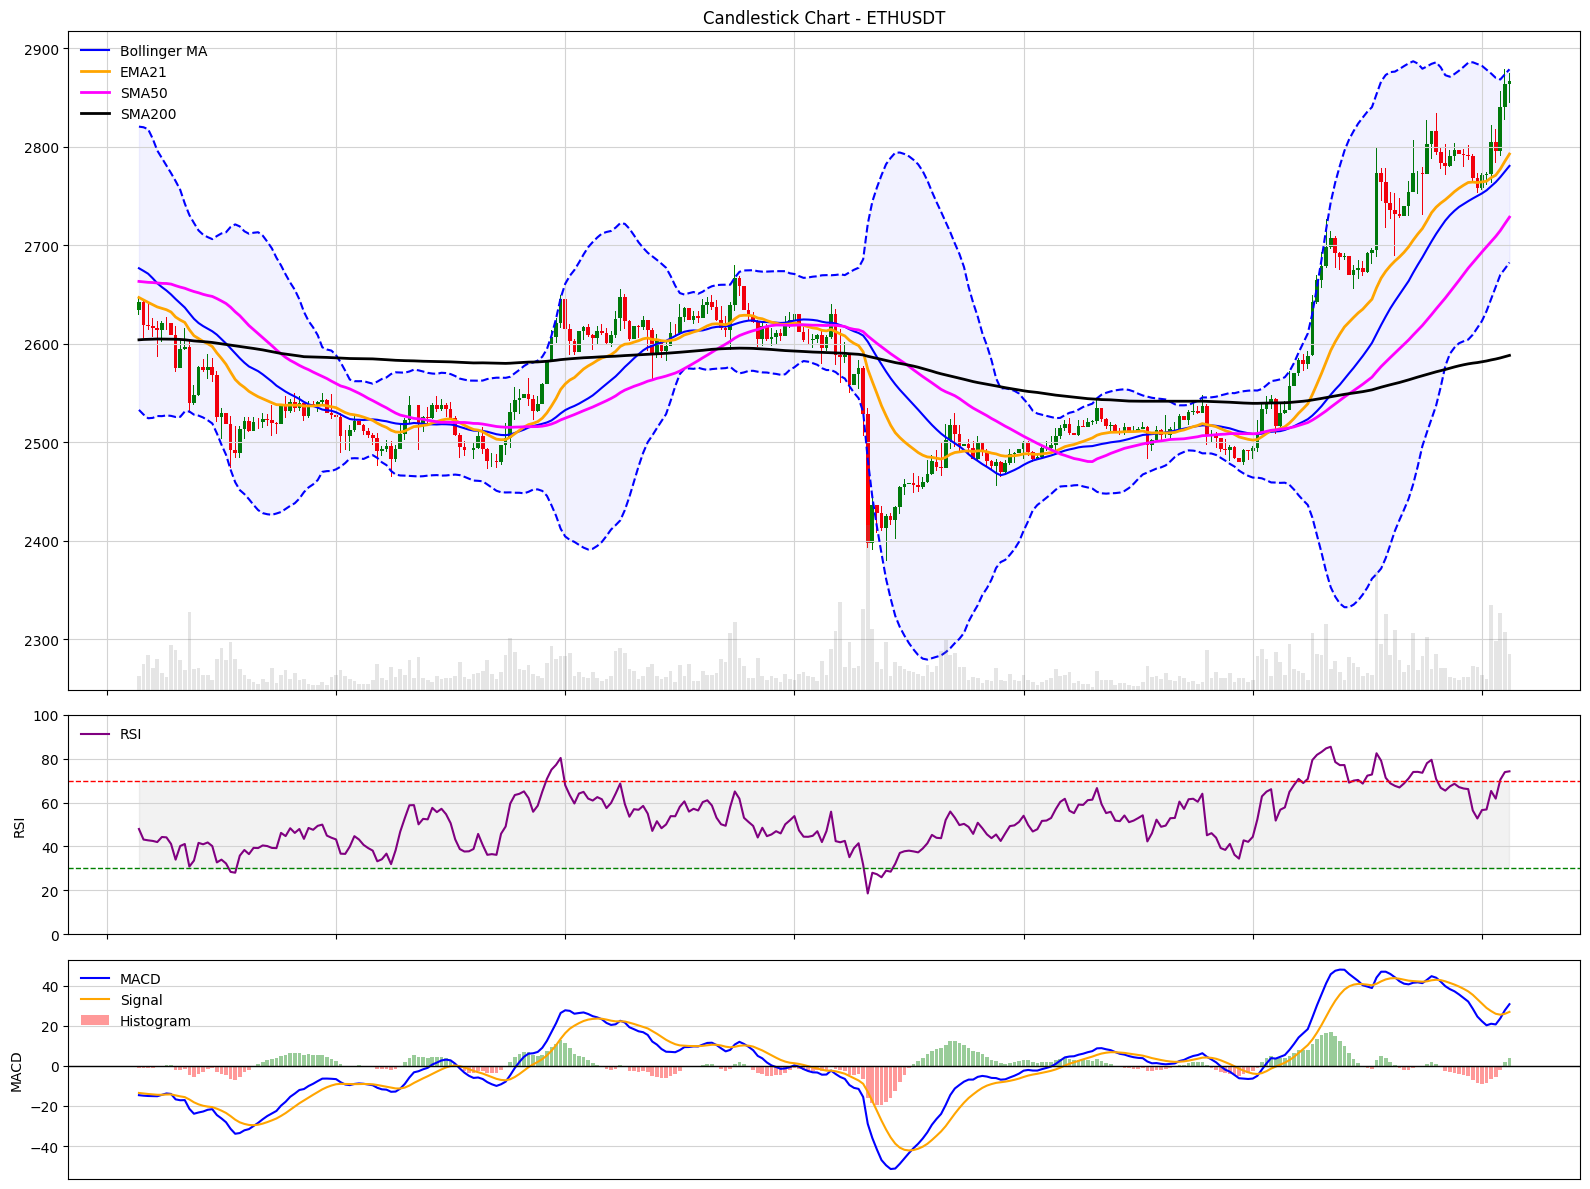 Candlestick Chart - ETHUSDT
Bollinger MA
EMA21
SMA50
SMA200
2900
2800
2700
2600
2500
2400
2300
RSI
RSI
100
80
60
40
20
0
MACD
Signal
Histogram
MACD
40
20
0
−20
−40